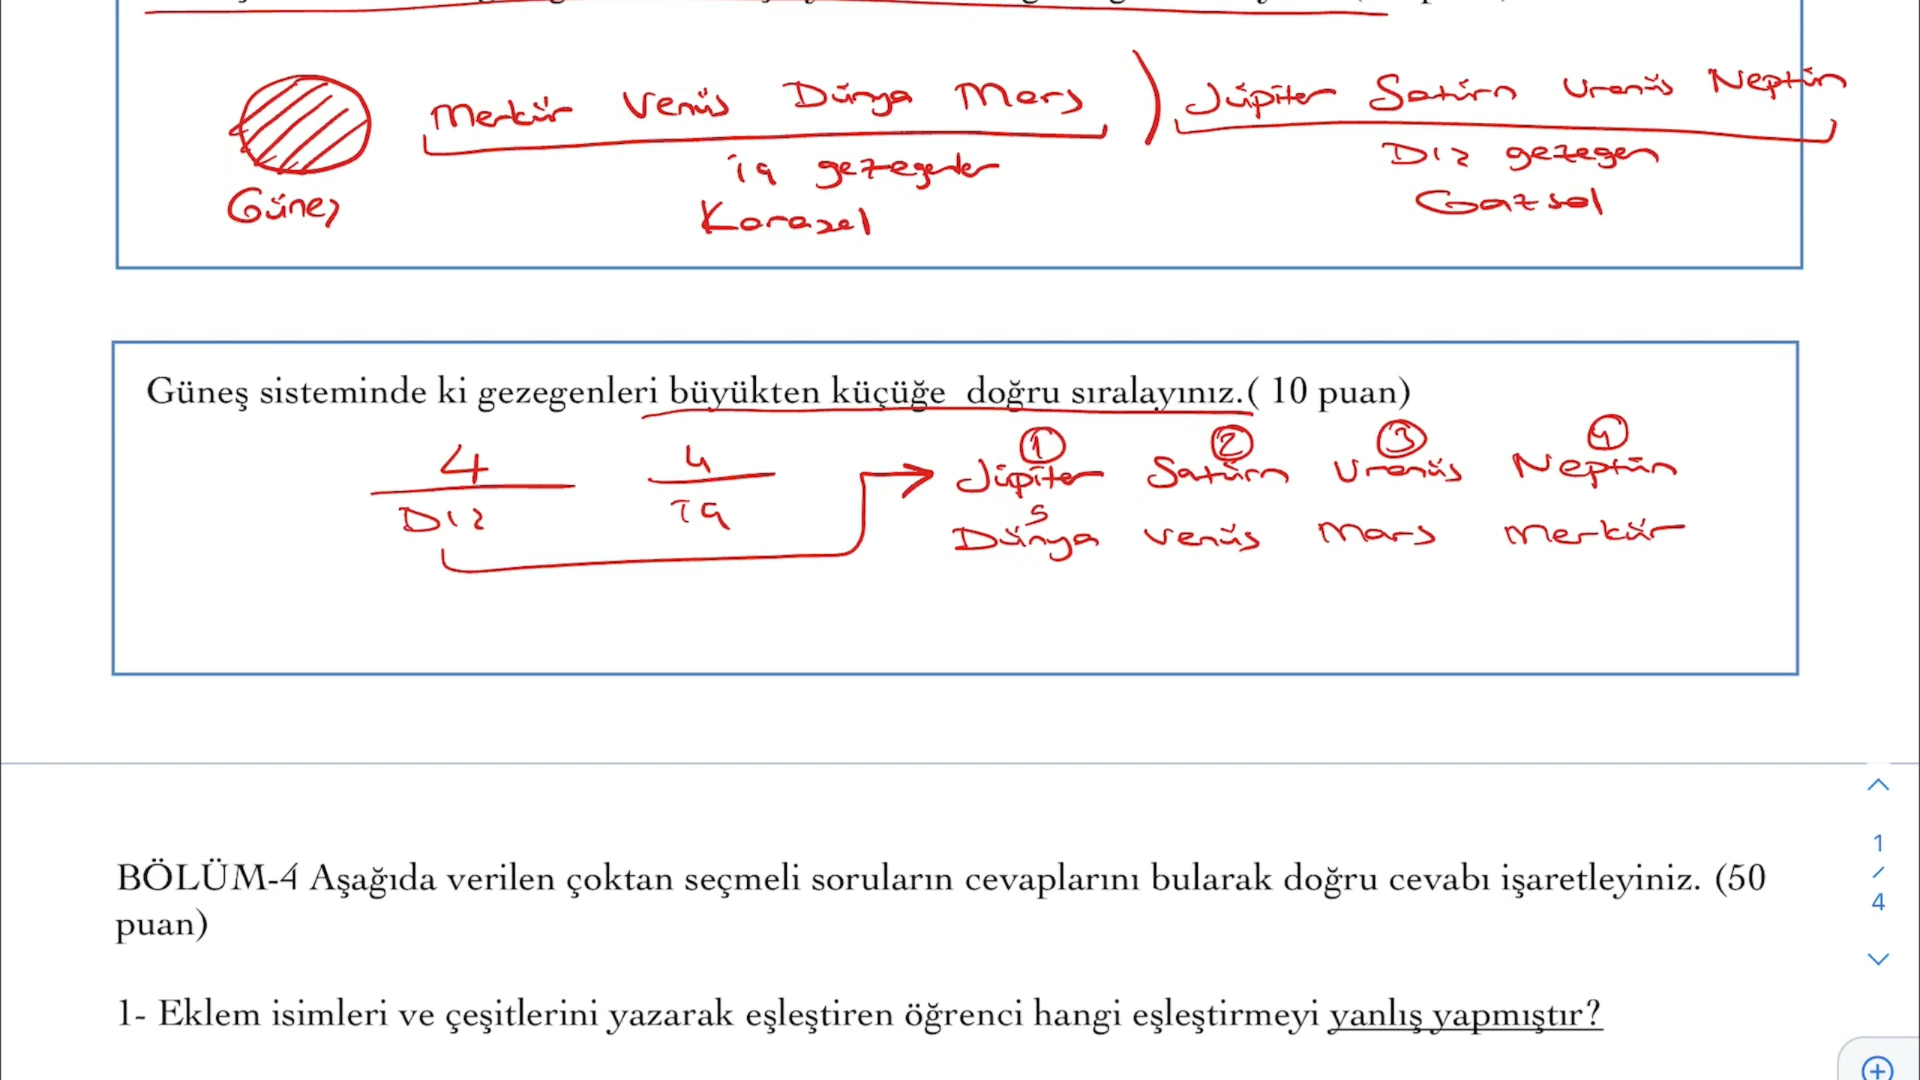 Merkür Venüs Dünya Mars ) Jüpiter Satürn Uranüs Neptün
iç gezegenler
Dış gezegen
Güneş
Karasal
Gazsal
Güneş sisteminde ki gezegenleri büyükten küçüğe doğru sıralayınız.( 10 puan)
1 2 3 4
4 4
Jüpiter Satürn Uranüs Neptün
Dış iç
5
Dünya Venüs Mars Merkür
1
/
4
BÖLÜM-4 Aşağıda verilen çoktan seçmeli soruların cevaplarını bularak doğru cevabı işaretleyiniz. (50
puan)
1- Eklem isimleri ve çeşitlerini yazarak eşleştiren öğrenci hangi eşleştirmeyi yanlış yapmıştır?